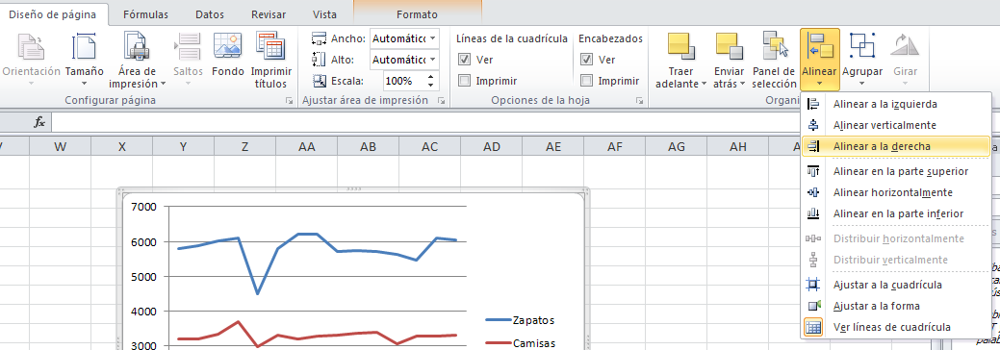 Diseño de página Fórmulas Datos Revisar Vista Formato
Orientación Tamaño Área de impresión Saltos Fondo Imprimir títulos
Configurar página
Ancho: Automático
Alto: Automático
Escala: 100%
Ajustar área de impresión
Líneas de la cuadrícula Encabezados
Ver Ver
Imprimir Imprimir
Opciones de la hoja
Traer adelante Enviar atrás Panel de selección Alinear Agrupar Girar
Organi
Alinear a la izquierda
Alinear verticalmente
Alinear a la derecha
Alinear en la parte superior
Alinear horizontalmente
Alinear en la parte inferior
Distribuir horizontalmente
Distribuir verticalmente
Ajustar a la cuadrícula
Ajustar a la forma
Ver líneas de cuadrícula
fx
V W X Y Z AA AB AC AD AE AF AG AH
7000
6000
5000
4000
3000
Zapatos
Camisas